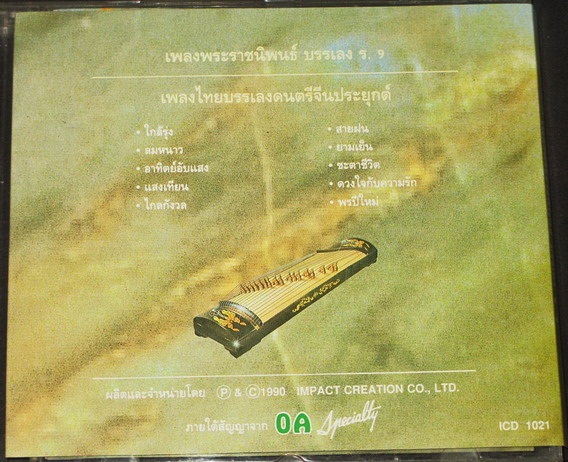 เพลงพระราชนิพนธ์ บรรเลง ร. 9
เพลงไทยบรรเลงดนตรีจีนประยุกต์
• ใกล้รุ่ง
• ลมหนาว
• อาทิตย์อับแสง
• แสงเทียน
• ไกลกังวล
• สายฝน
• ยามเย็น
• ชะตาชีวิต
• ดวงใจกับความรัก
• พรปีใหม่
ผลิตและจำหน่ายโดย Ⓟ & Ⓒ 1990 IMPACT CREATION CO., LTD.
ภายใต้สัญญาจาก OA Specialty
ICD 1021